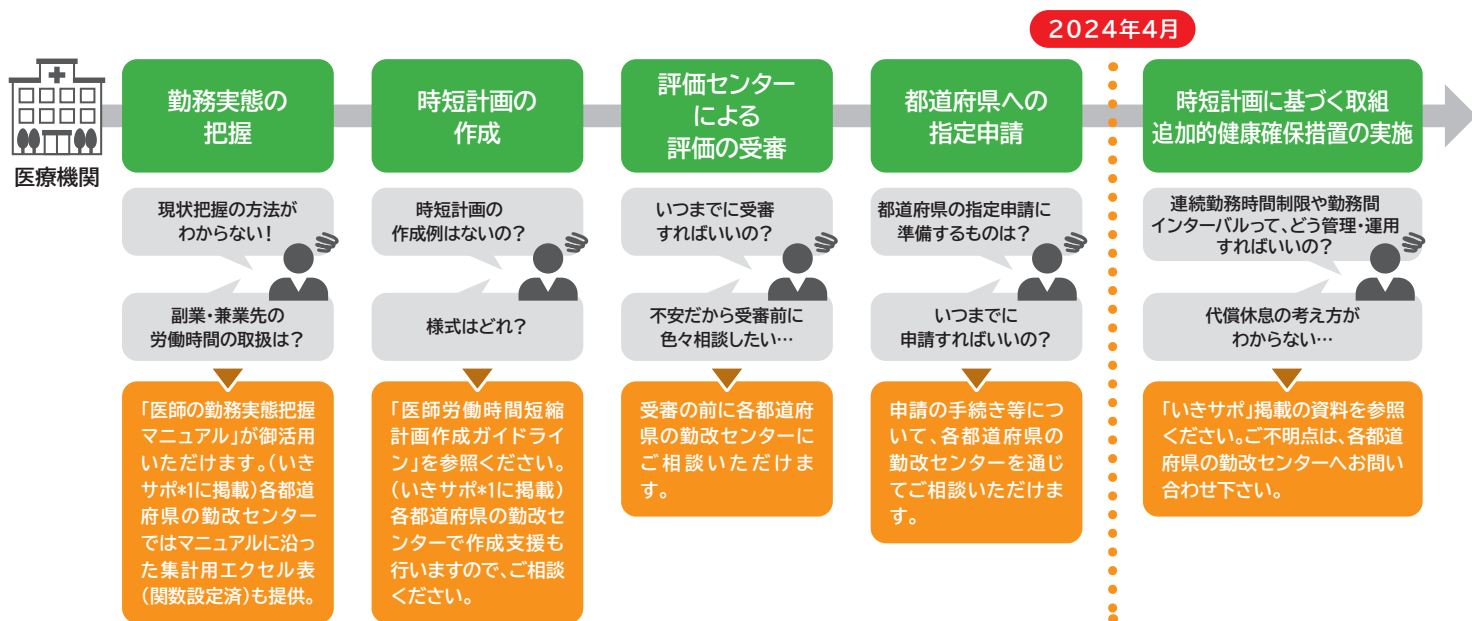 2024年4月
医療機関
勤務実態の
把握
現状把握の方法が
わからない!
副業・兼業先の
労働時間の取扱は?
「医師の勤務実態把握
マニュアル」が御活用
いただけます。(いき
サポ*1に掲載)各都道
府県の勤改センター
ではマニュアルに沿っ
た集計用エクセル表
(関数設定済)も提供。
時短計画の
作成
時短計画の
作成例はないの?
様式はどれ?
「医師労働時間短縮
計画作成ガイドライ
ン」を参照ください。
(いきサポ*1に掲載)
各都道府県の勤改セ
ンターで作成支援も
行いますので、ご相談
ください。
評価センター
による
評価の受審
いつまでに受審
すればいいの?
不安だから受審前に
色々相談したい…
受審の前に各都道府
県の勤改センターに
ご相談いただけま
す。
都道府県への
指定申請
都道府県の指定申請に
準備するものは?
いつまでに
申請すればいいの?
申請の手続き等につ
いて、各都道府県の
勤改センターを通じ
てご相談いただけま
す。
時短計画に基づく取組
追加的健康確保措置の実施
連続勤務時間制限や勤務間
インターバルって、どう管理・運用
すればいいの?
代償休息の考え方が
わからない…
「いきサポ」掲載の資料を参照
ください。ご不明点は、各都道
府県の勤改センターへお問い
合わせ下さい。